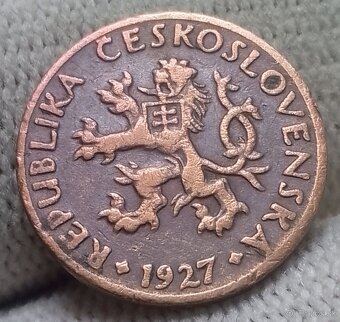 REPUBLIKA ČESKOSLOVENSKÁ
• 1927 •